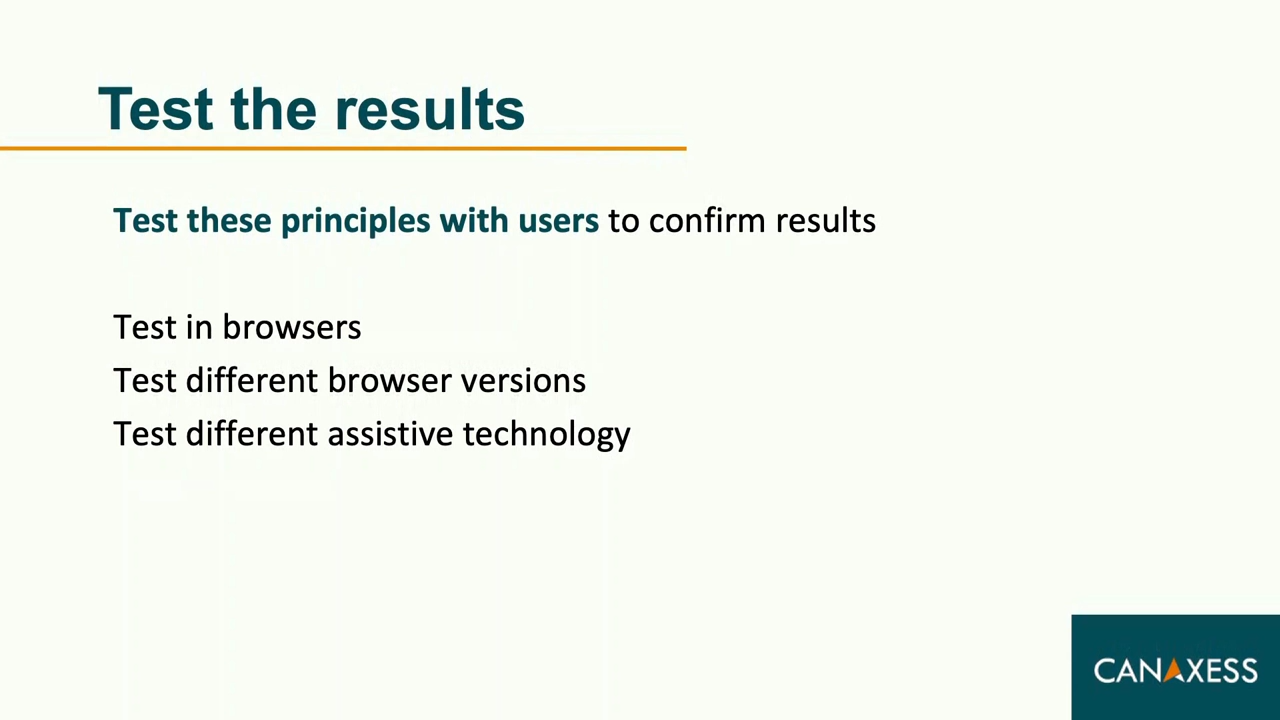 Test the results
Test these principles with users to confirm results
Test in browsers
Test different browser versions
Test different assistive technology
CANAXESS